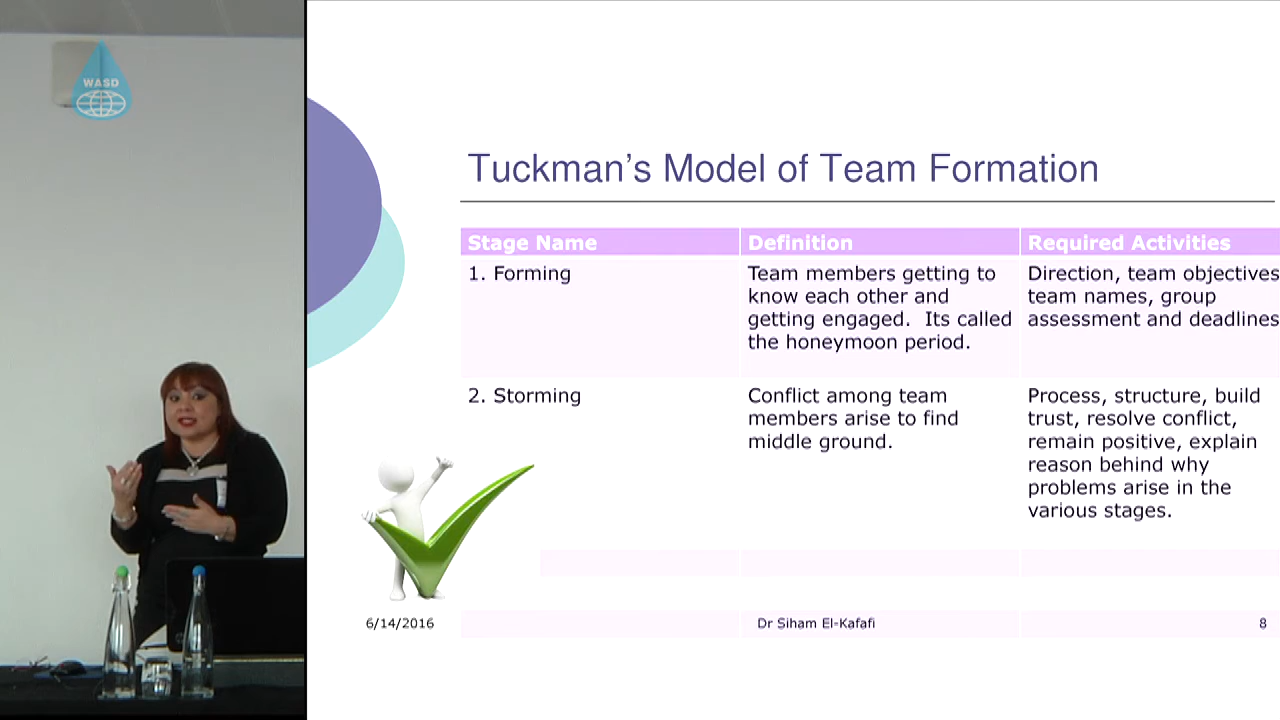 WASD
Tuckman’s Model of Team Formation
Stage Name
Definition
Required Activities
1. Forming
Team members getting to
know each other and
getting engaged.  Its called
the honeymoon period.
Direction, team objectives
team names, group
assessment and deadlines
2. Storming
Conflict among team
members arise to find
middle ground.
Process, structure, build
trust, resolve conflict,
remain positive, explain
reason behind why
problems arise in the
various stages.
6/14/2016
Dr Siham El-Kafafi
8